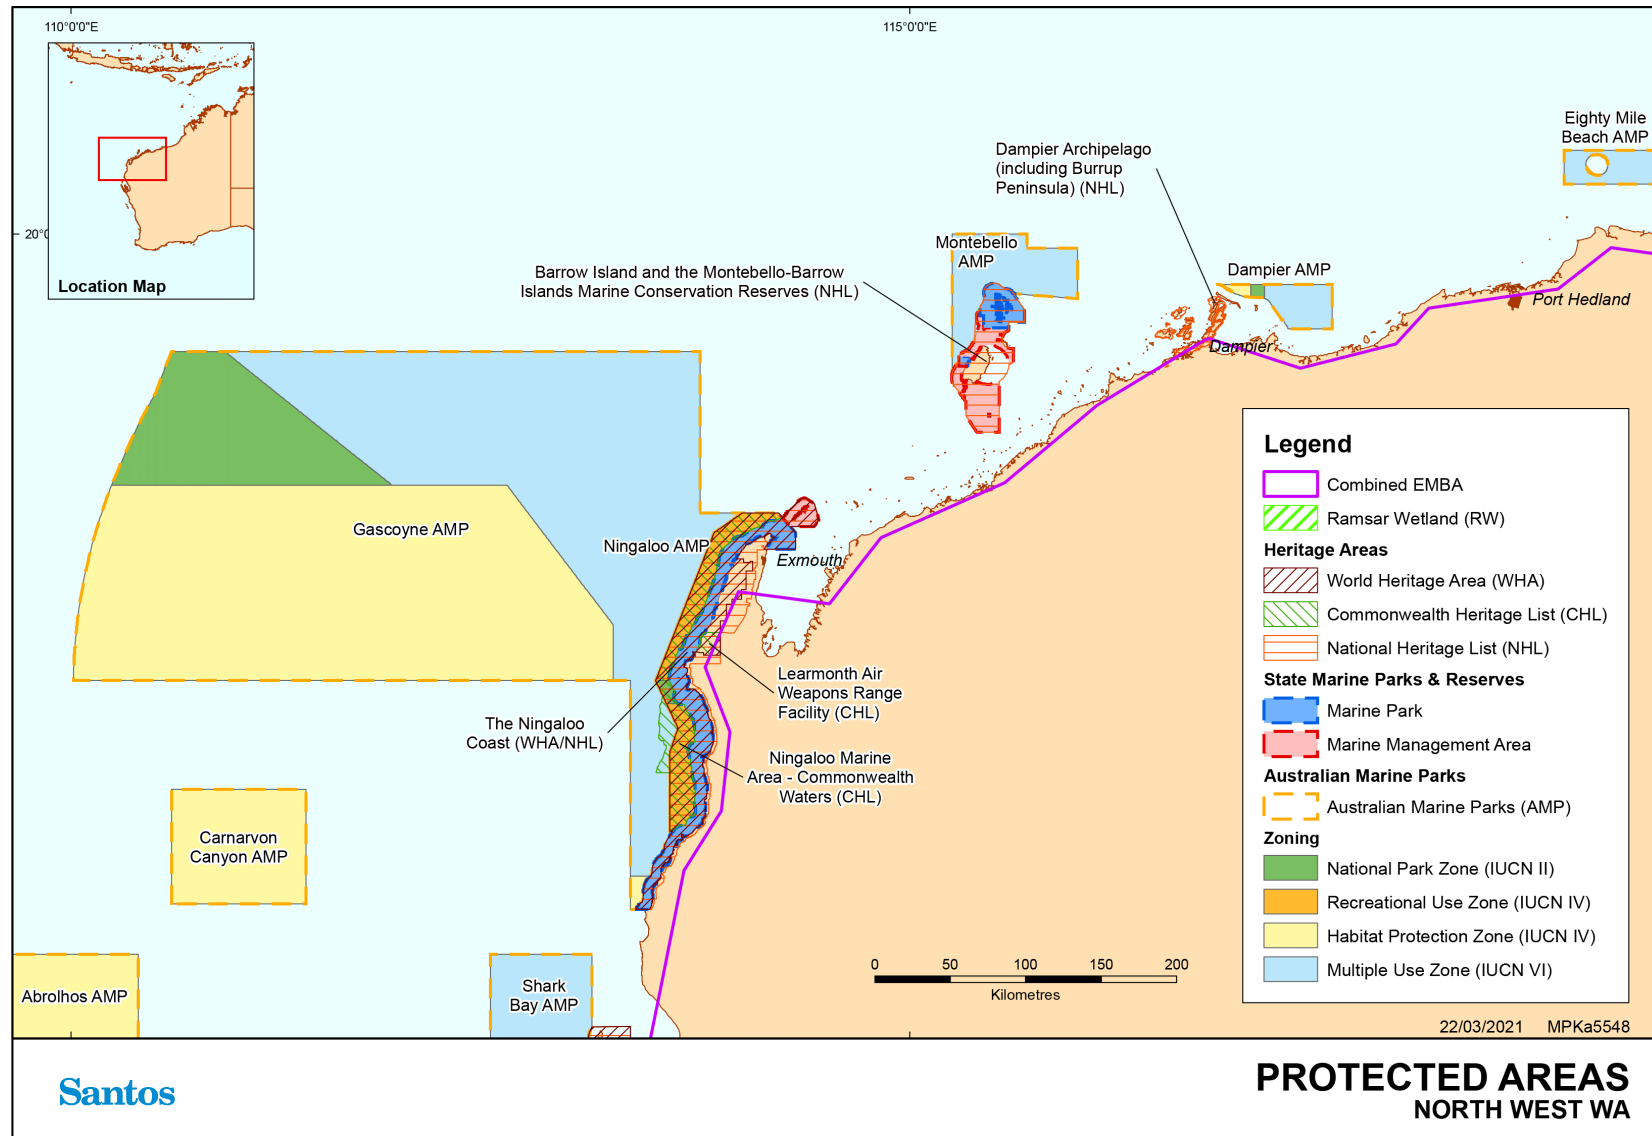 110°0'0"E
115°0'0"E
20°0
Location Map
Eighty Mile
Beach AMP
Dampier Archipelago
(including Burrup
Peninsula) (NHL)
Montebello
AMP
Dampier AMP
Barrow Island and the Montebello-Barrow
Islands Marine Conservation Reserves (NHL)
Port Hedland
Dampier
Gascoyne AMP
Ningaloo AMP
Exmouth
Learmonth Air
Weapons Range
Facility (CHL)
The Ningaloo
Coast (WHA/NHL)
Ningaloo Marine
Area - Commonwealth
Waters (CHL)
Carnarvon
Canyon AMP
Abrolhos AMP
Shark
Bay AMP
0 50 100 150 200
Kilometres
Legend
Combined EMBA
Ramsar Wetland (RW)
Heritage Areas
World Heritage Area (WHA)
Commonwealth Heritage List (CHL)
National Heritage List (NHL)
State Marine Parks & Reserves
Marine Park
Marine Management Area
Australian Marine Parks
Australian Marine Parks (AMP)
Zoning
National Park Zone (IUCN II)
Recreational Use Zone (IUCN IV)
Habitat Protection Zone (IUCN IV)
Multiple Use Zone (IUCN VI)
22/03/2021 MPKa5548
Santos
PROTECTED AREAS
NORTH WEST WA